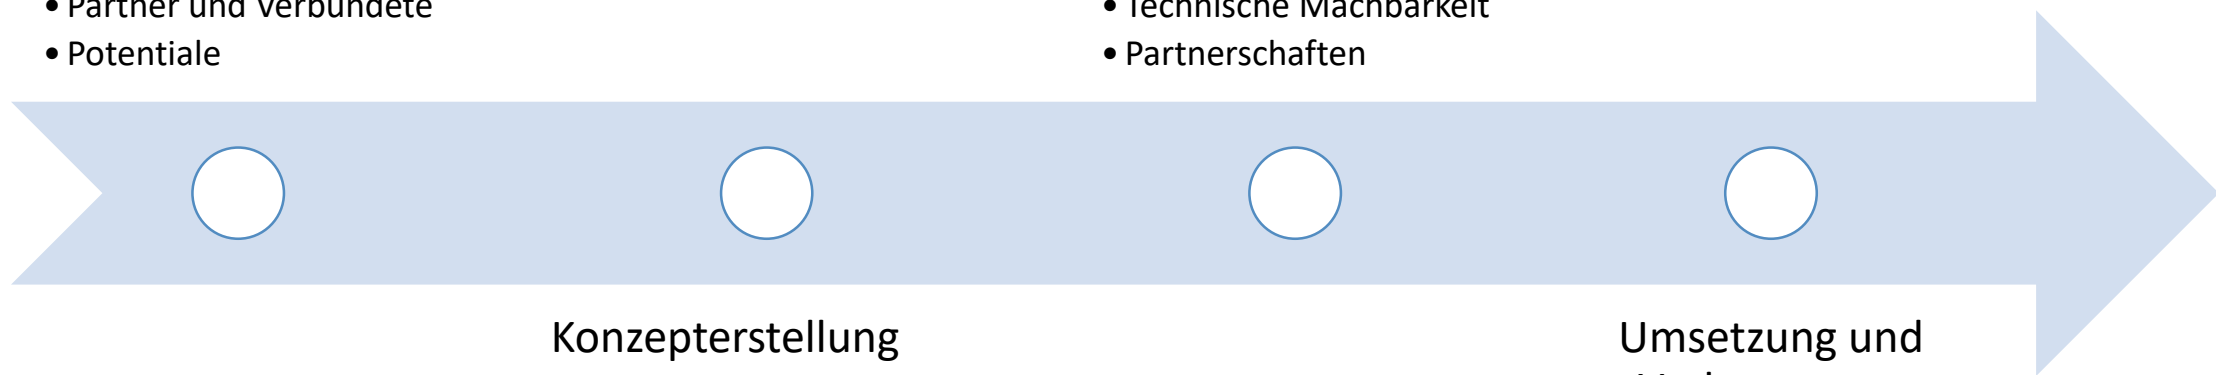 • Partner und Verbündete
• Potentiale
• Technische Machbarkeit
• Partnerschaften
Konzepterstellung
Umsetzung und